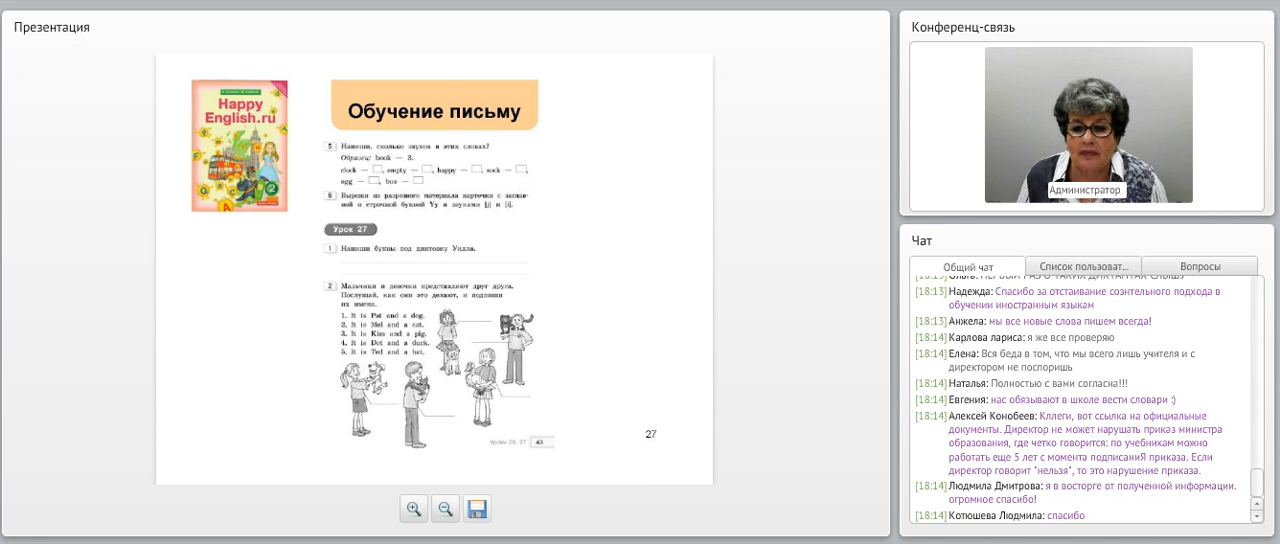 Презентация
Happy
English.ru
2
Обучение письму
5 Напиши, сколько звуков в этих словах?
Образец: book — 3.
clock — , empty — , happy — , sock — ,
egg — , bus —
6 Вырежи из разрезного материала карточки с заглав-
ной и строчной буквой Yy и звуками [j] и [ı].
Урок 27
1 Напиши буквы под диктовку Уилла.
2 Мальчики и девочки представляют друг друга.
Послушай, как они это делают, и подпиши
их имена.
1. It is Pat and a dog.
2. It is Mel and a cat.
3. It is Kim and a pig.
4. It is Dot and a duck.
5. It is Ted and a bat.
Уроки 26, 27 43
27
Конференц-связь
Администратор
Чат
Общий чат
Список пользоват...
Вопросы
[18:13] Надежда: Спасибо за отстаивание созтнтельного подхода в
обучении иностранным языкам
[18:13] Анжела: мы все новые слова пишем всегда!
[18:14] Карлова лариса: я же все проверяю
[18:14] Елена: Вся беда в том, что мы всего лишь учителя и с
директором не поспоришь
[18:14] Наталья: Полностью с вами согласна!!!
[18:14] Евгения: нас обязывают в школе вести словари :)
[18:14] Алексей Конобеев: Кллеги, вот ссылка на официальные
документы. Директор не может нарушать приказ министра
образования, где четко говорится: по учебникам можно
работать еще 5 лет с момента подписаниЯ приказа. Если
директор говорит "нельзя", то это нарушение приказа.
[18:14] Людмила Дмитрова: я в восторге от полученной информации.
огромное спасибо!
[18:14] Котюшева Людмила: спасибо